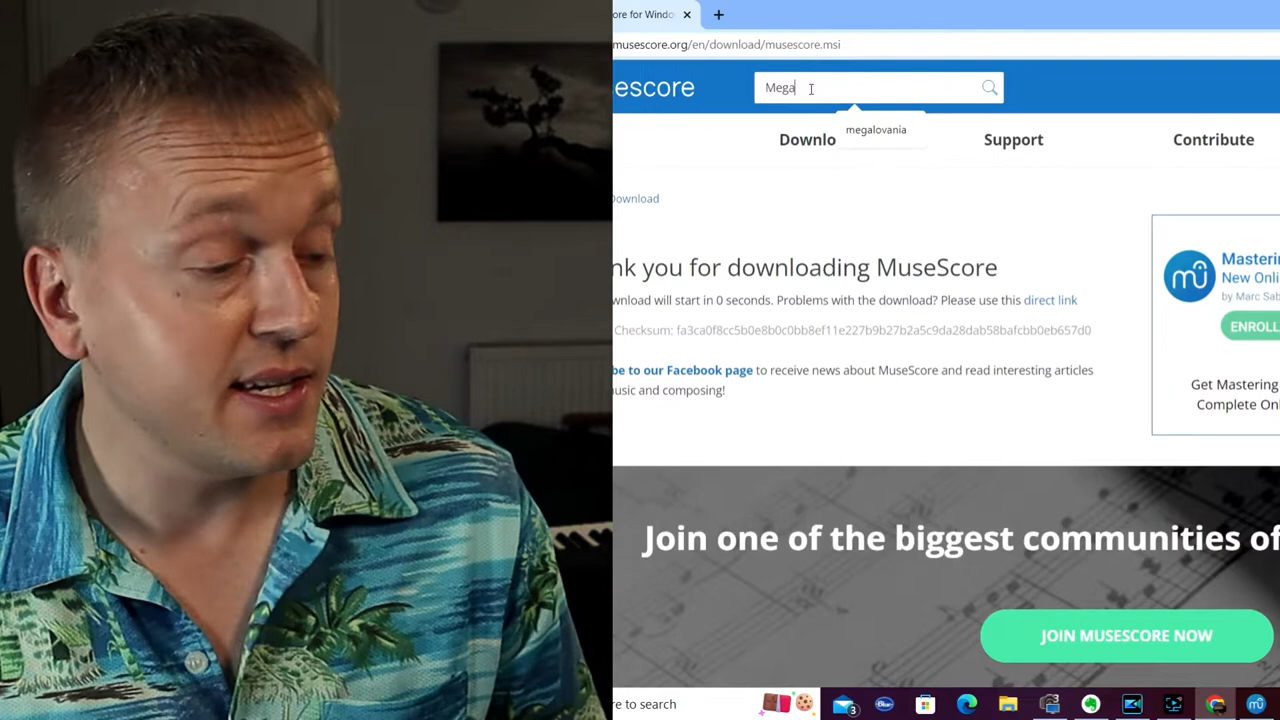 ore for Windo
musescore.org/en/download/musescore.msi
escore
Mega
megalovania
Downlo
Support
Contribute
Download
nk you for downloading MuseScore
wnload will start in 0 seconds. Problems with the download? Please use this direct link
Checksum: fa3ca0f8cc5b0e8b0c0bb8ef11e227b9b27b2a5c9da28dab58bafcbb0eb657d0
be to our Facebook page to receive news about MuseScore and read interesting articles
usic and composing!
Masterin
New Onli
by Marc Sab
ENROLL
Get Mastering
Complete Onl
Join one of the biggest communities of
JOIN MUSESCORE NOW
re to search
3